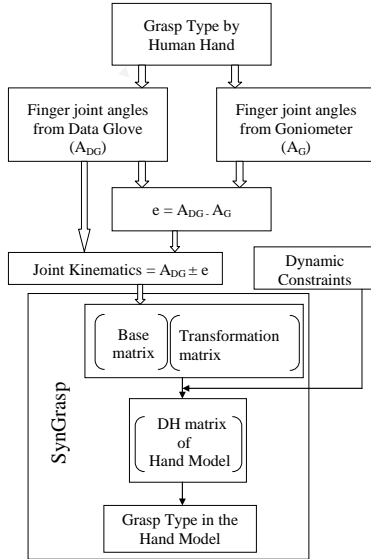 Grasp Type by
Human Hand
Finger joint angles
from Data Glove
(A_DG)
Finger joint angles
from Goniometer
(A_G)
e = A_DG - A_G
Joint Kinematics = A_DG ± e
Dynamic
Constraints
SynGrasp
Base
matrix
Transformation
matrix
DH matrix
of
Hand Model
Grasp Type in the
Hand Model